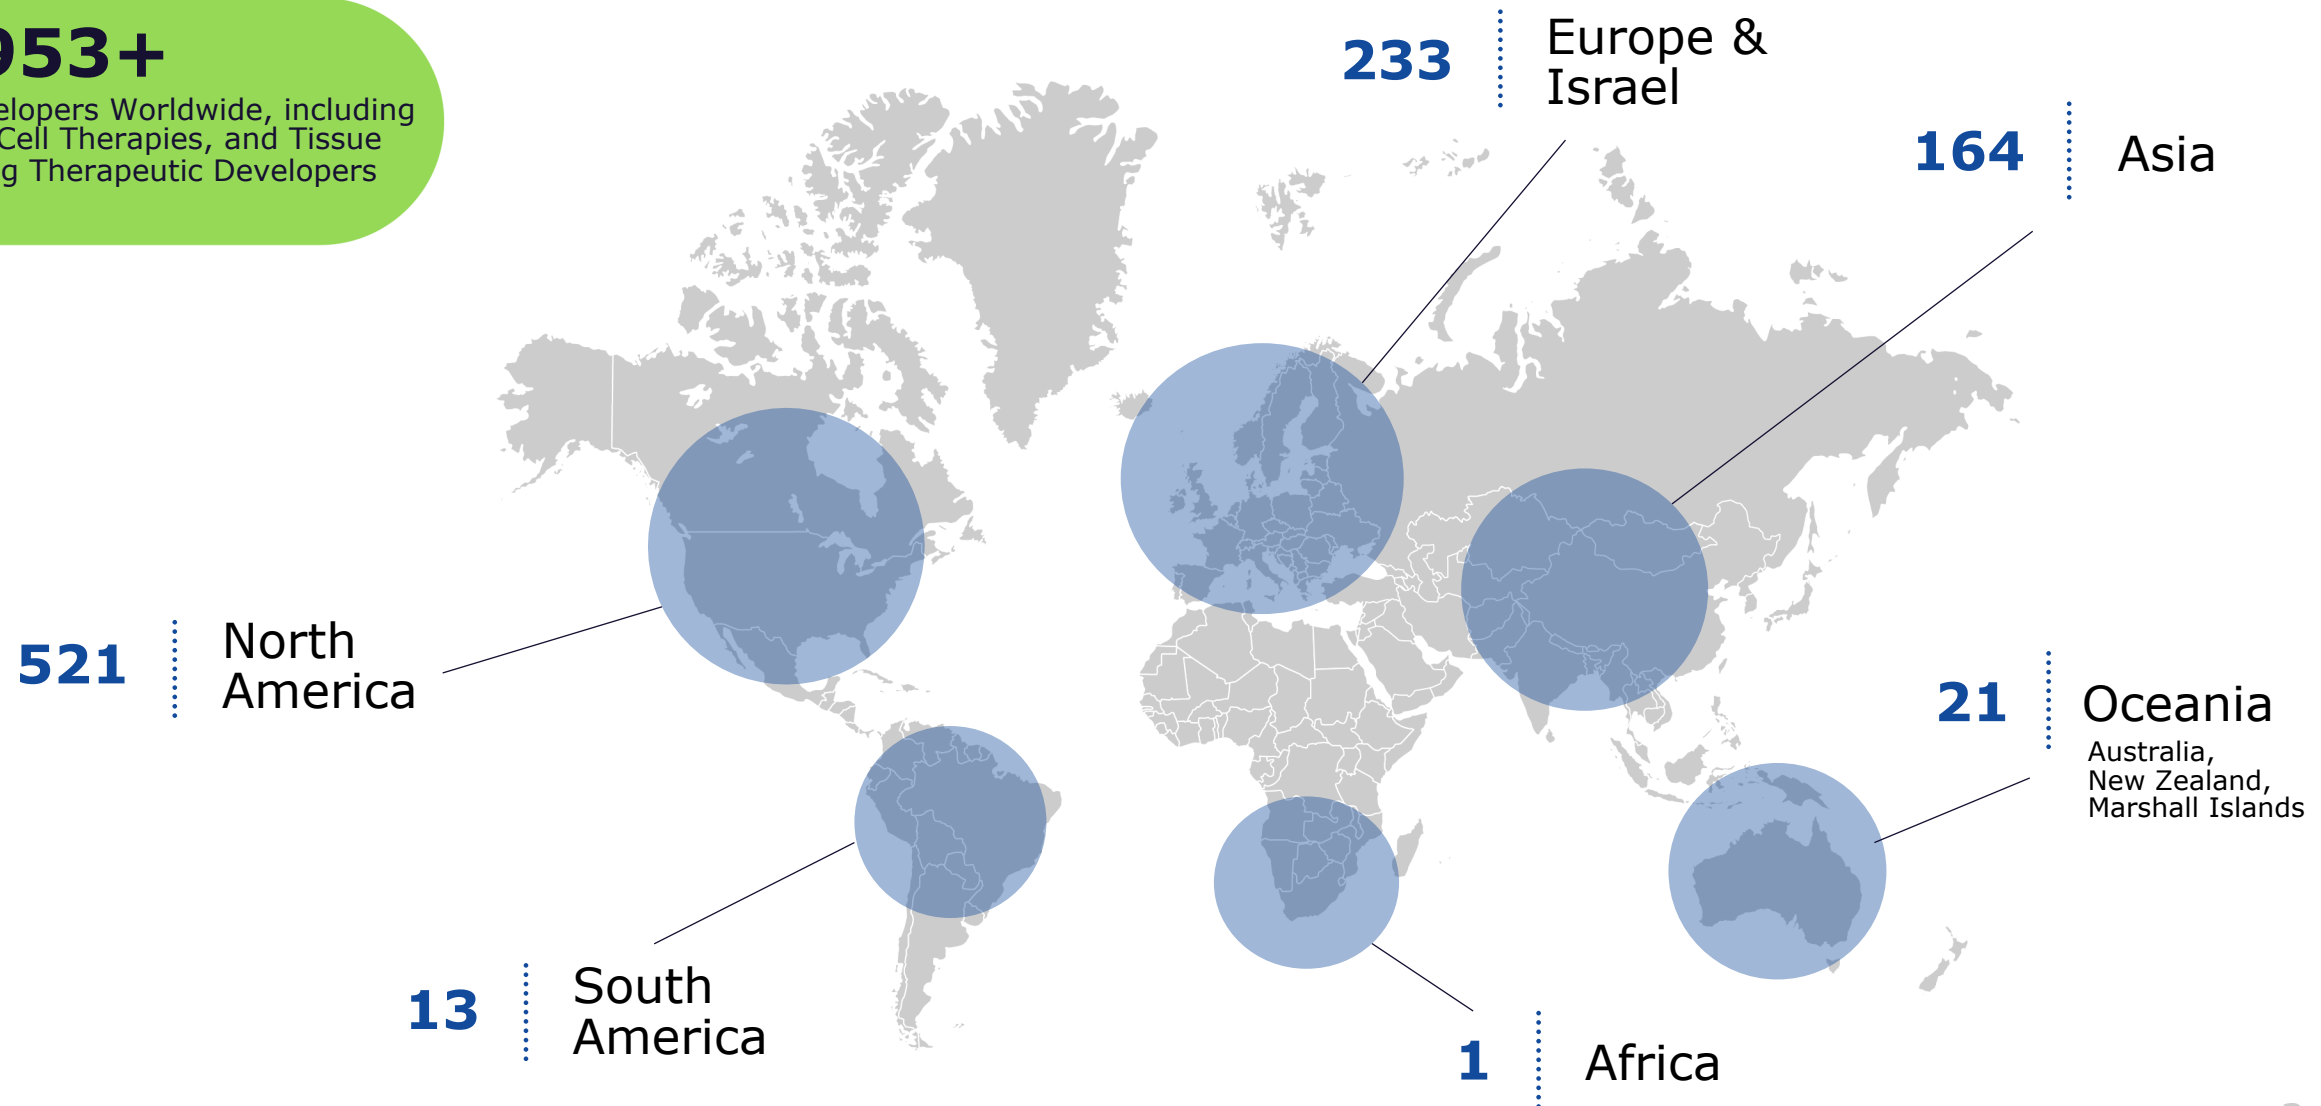 953+
elopers Worldwide, including
Cell Therapies, and Tissue
g Therapeutic Developers
233
Europe &
Israel
164
Asia
521
North
America
21
Oceania
Australia,
New Zealand,
Marshall Islands
13
South
America
1
Africa